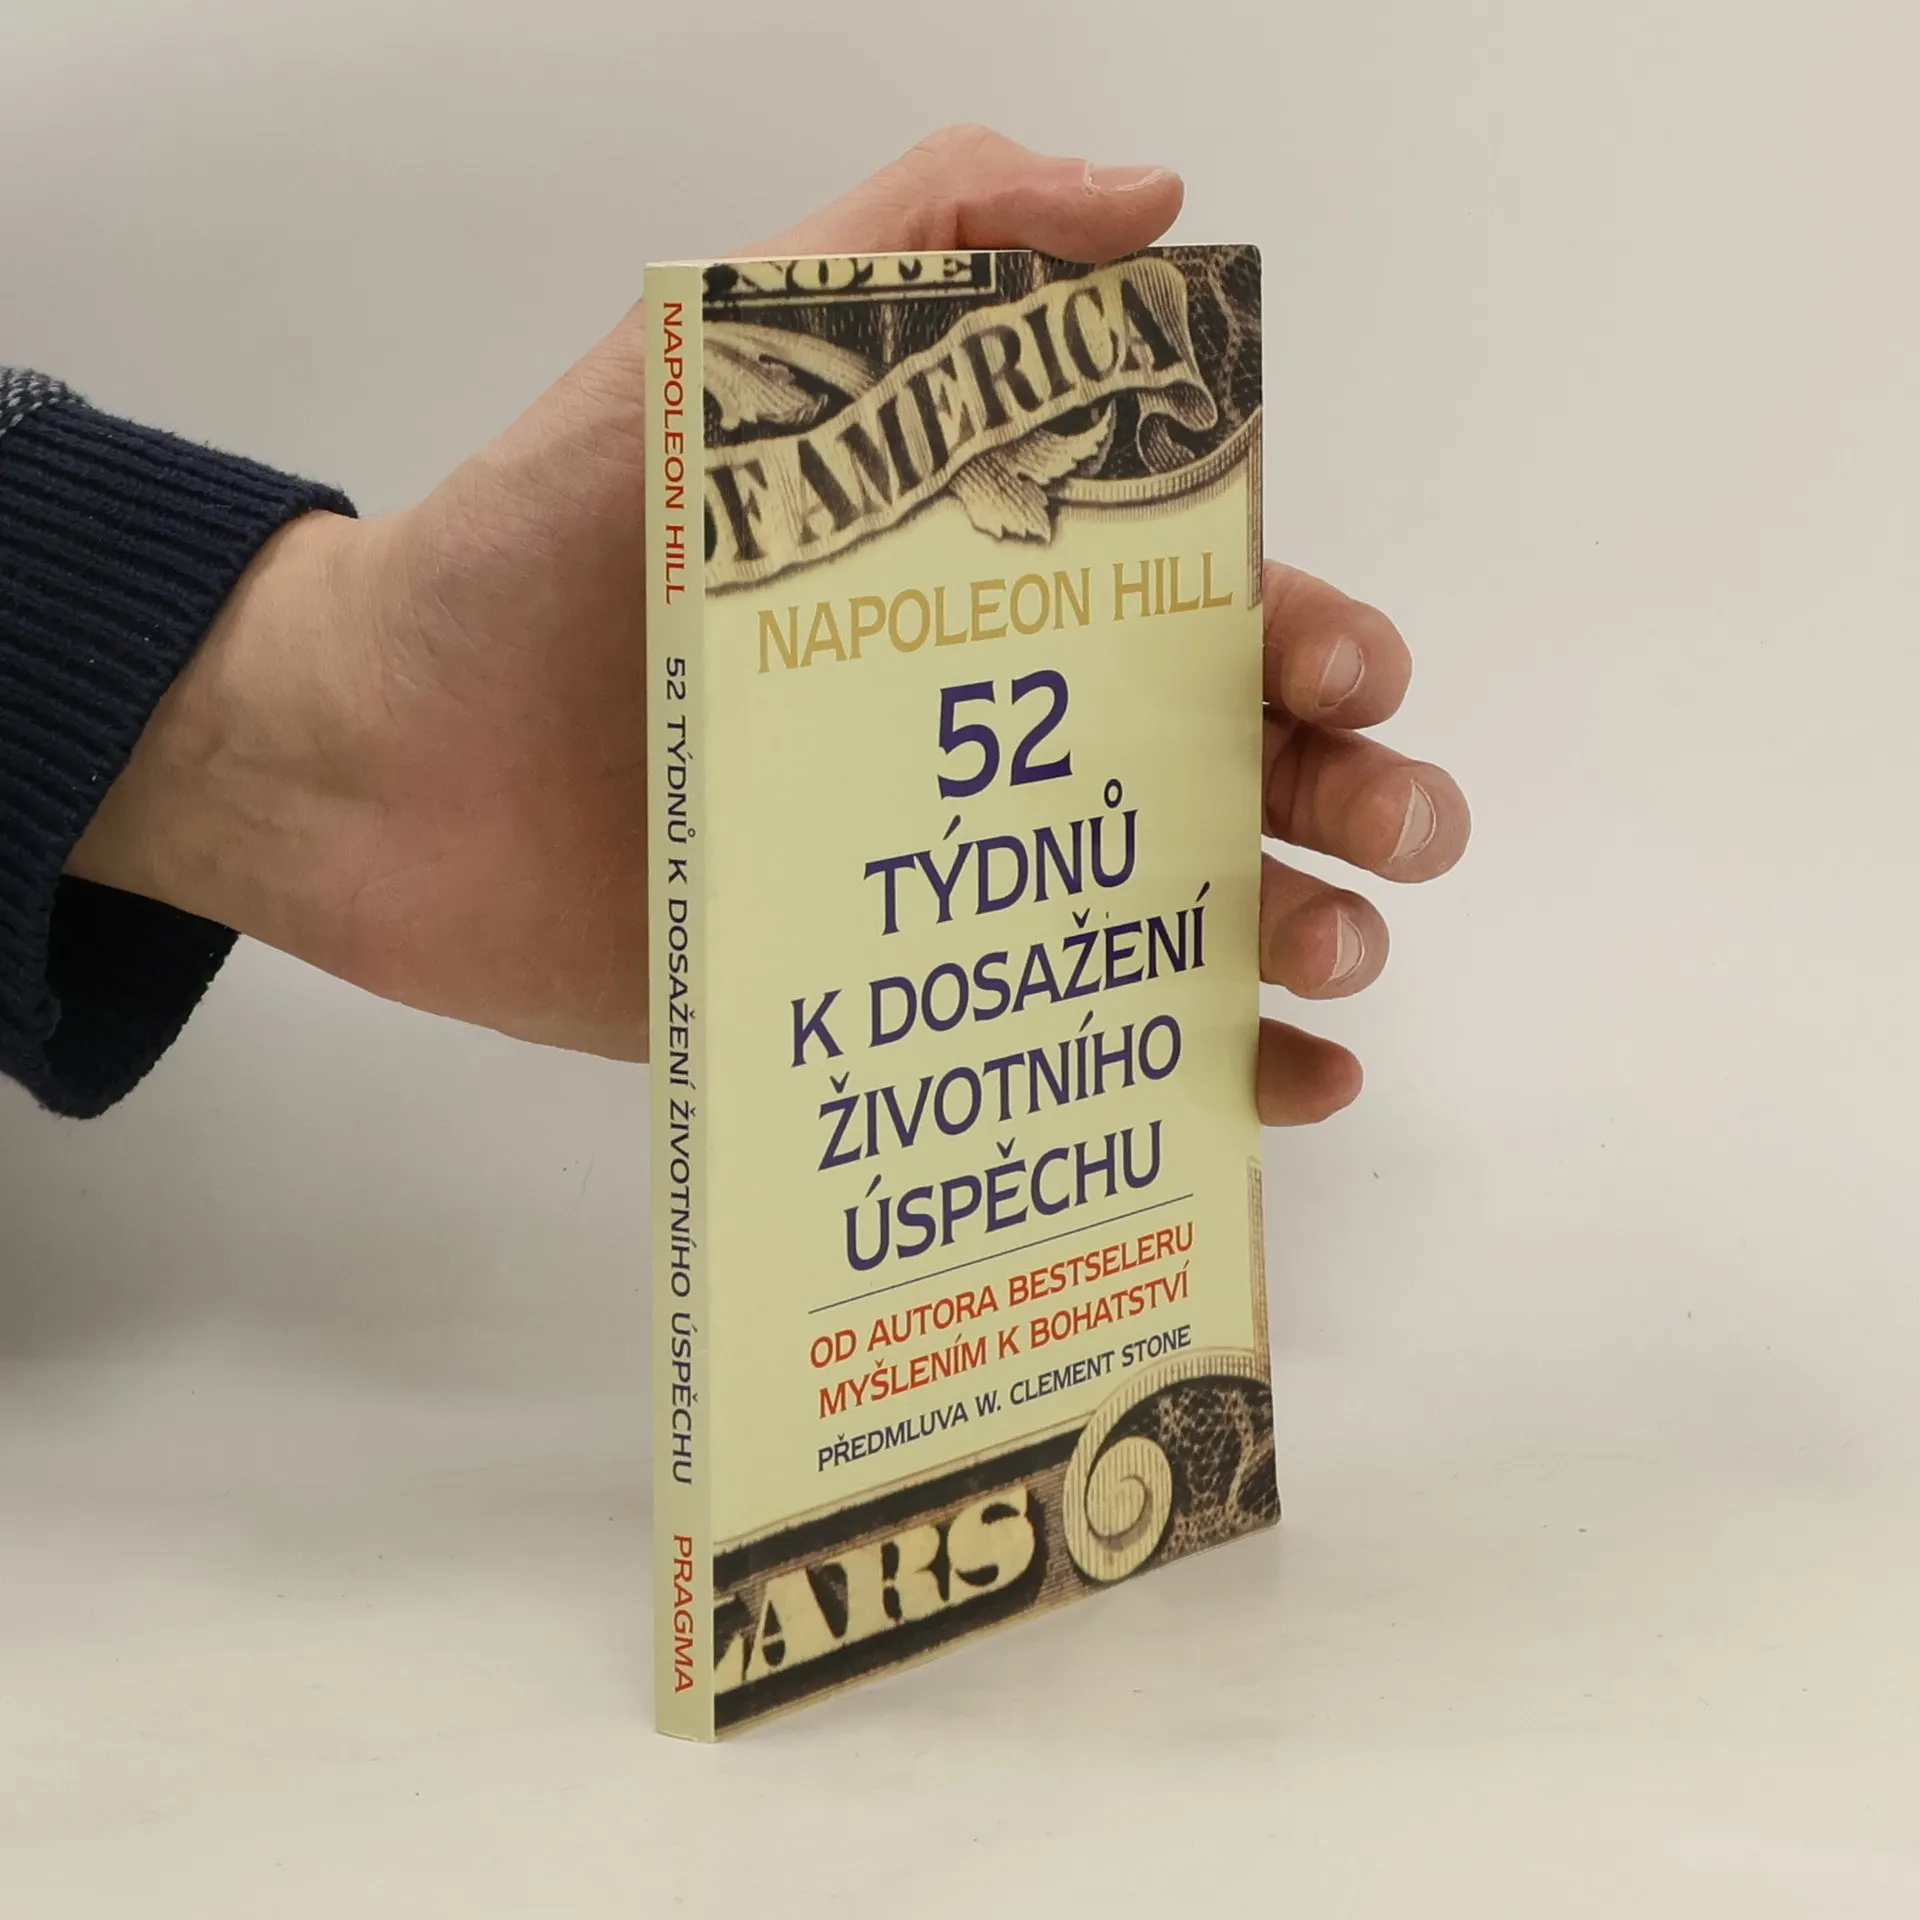 NAPOLEON HILL 52 TÝDNŮ K DOSAŽENÍ ŽIVOTNÍHO ÚSPĚCHU PRAGMA
NOTE
OF AMERICA
NAPOLEON HILL
52
TÝDNŮ
K DOSAŽENÍ
ŽIVOTNÍHO
ÚSPĚCHU
OD AUTORA BESTSELERU
MYŠLENÍM K BOHATSTVÍ
PŘEDMLUVA W. CLEMENT STONE
LARS